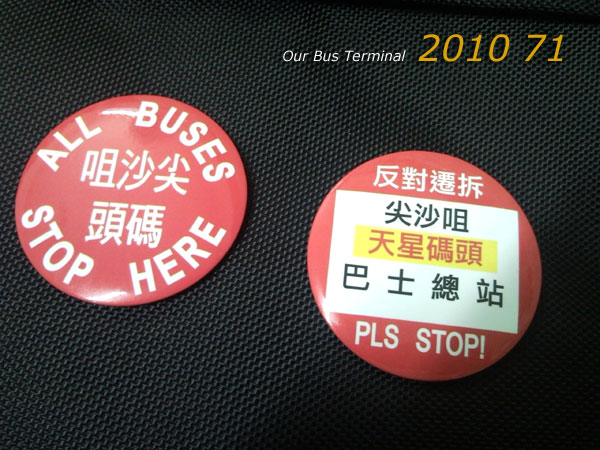 Our Bus Terminal 2010 71
ALL BUSES
咀沙尖
頭碼
STOP HERE
反對遷拆
尖沙咀
天星碼頭
巴士總站
PLS STOP!